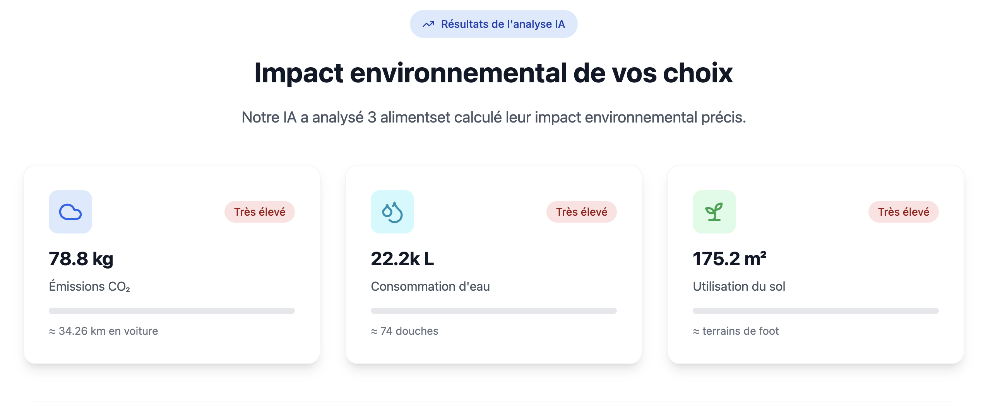 Résultats de l'analyse IA
Impact environnemental de vos choix
Notre IA a analysé 3 alimentset calculé leur impact environnemental précis.
Très élevé
78.8 kg
Émissions CO₂
≈ 34.26 km en voiture
Très élevé
22.2k L
Consommation d'eau
≈ 74 douches
Très élevé
175.2 m²
Utilisation du sol
≈ terrains de foot